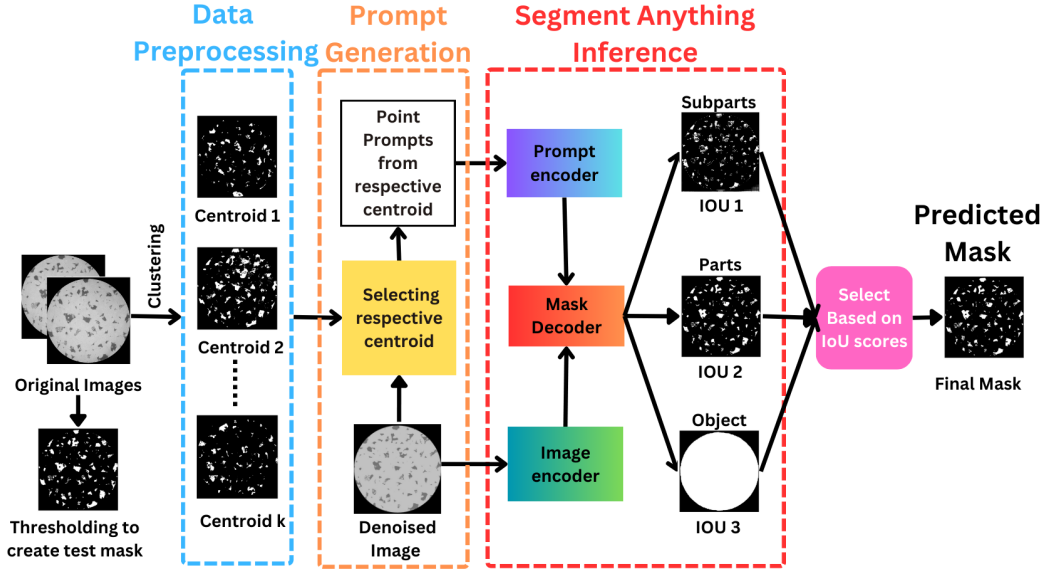 Data
Preprocessing
Prompt
Generation
Segment Anything
Inference
Clustering
Original Images
Thresholding to
create test mask
Centroid 1
Centroid 2
Centroid k
Point
Prompts
from
respective
centroid
Selecting
respective
centroid
Denoised
Image
Prompt
encoder
Mask
Decoder
Image
encoder
Subparts
IOU 1
Parts
IOU 2
Object
IOU 3
Select
Based on
IoU scores
Predicted
Mask
Final Mask